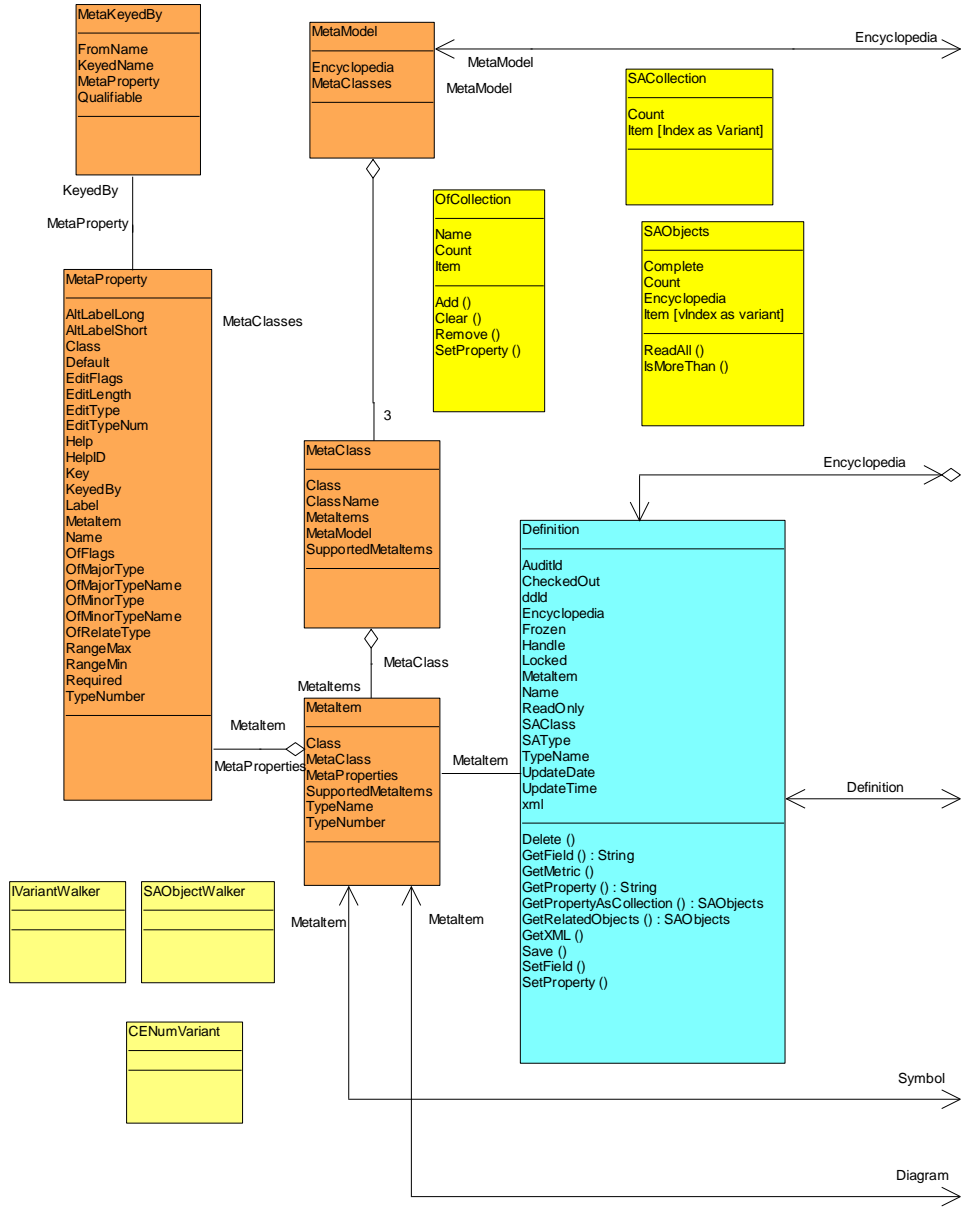 MetaKeyedBy
FromName
KeyedName
MetaProperty
Qualifiable
MetaModel
Encyclopedia
MetaClasses
Encyclopedia
MetaModel
MetaModel
SACollection
Count
Item [Index as Variant]
KeyedBy
MetaProperty
OfCollection
Name
Count
Item
Add ()
Clear ()
Remove ()
SetProperty ()
SAObjects
Complete
Count
Encyclopedia
Item [vIndex as variant]
ReadAll ()
IsMoreThan ()
MetaProperty
AltLabelLong
AltLabelShort
Class
Default
EditFlags
EditLength
EditType
EditTypeNum
Help
HelpID
Key
KeyedBy
Label
MetaItem
Name
OfFlags
OfMajorType
OfMajorTypeName
OfMinorType
OfMinorTypeName
OfRelateType
RangeMax
RangeMin
Required
TypeNumber
MetaClasses
3
MetaClass
Class
ClassName
MetaItems
MetaModel
SupportedMetaItems
Encyclopedia
MetaClass
MetaItems
Definition
AuditId
CheckedOut
ddId
Encyclopedia
Frozen
Handle
Locked
MetaItem
Name
ReadOnly
SAClass
SAType
TypeName
UpdateDate
UpdateTime
xml
Delete ()
GetField () : String
GetMetric ()
GetProperty () : String
GetPropertyAsCollection () : SAObjects
GetRelatedObjects () : SAObjects
GetXML ()
Save ()
SetField ()
SetProperty ()
MetaItem
Class
MetaClass
MetaProperties
SupportedMetaItems
TypeName
TypeNumber
MetaItem
MetaProperties
MetaItem
Definition
IVariantWalker
SAObjectWalker
MetaItem
MetaItem
CENumVariant
Symbol
Diagram